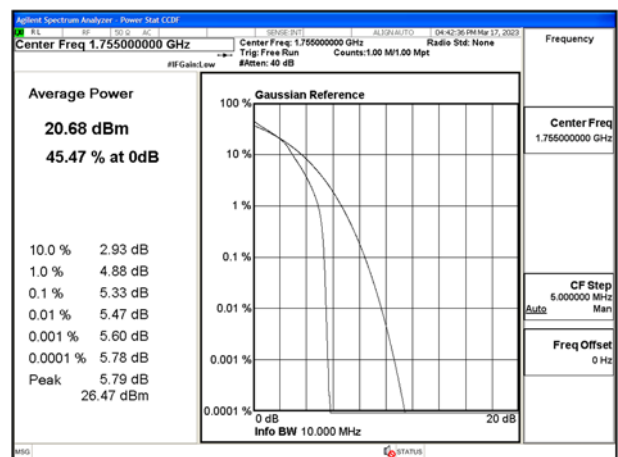 Agilent Spectrum Analyzer - Power Stat CCDF
RL RF 50 Ω AC SENSE:INT ALIGN AUTO 04:42:36 PM Mar 17, 2023
Center Freq 1.755000000 GHz
Center Freq: 1.755000000 GHz Radio Std: None
Trig: Free Run Counts:1.00 M/1.00 Mpt
#IFGain:Low #Atten: 40 dB
Frequency
Average Power
20.68 dBm
45.47 % at 0dB
10.0 % 2.93 dB
1.0 % 4.88 dB
0.1 % 5.33 dB
0.01 % 5.47 dB
0.001 % 5.60 dB
0.0001 % 5.78 dB
Peak 5.79 dB
26.47 dBm
Gaussian Reference
100 %
10 %
1 %
0.1 %
0.01 %
0.001 %
0.0001 %
0 dB 20 dB
Info BW 10.000 MHz
Center Freq
1.755000000 GHz
CF Step
5.000000 MHz
Auto Man
Freq Offset
0 Hz
MSG STATUS